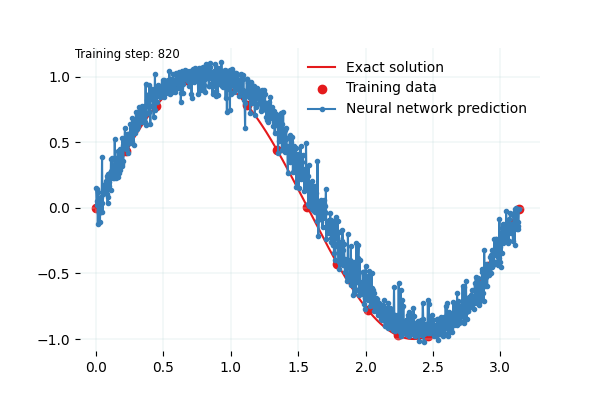 Training step: 820
Exact solution
Training data
Neural network prediction
1.0
0.5
0.0
−0.5
−1.0
0.0 0.5 1.0 1.5 2.0 2.5 3.0